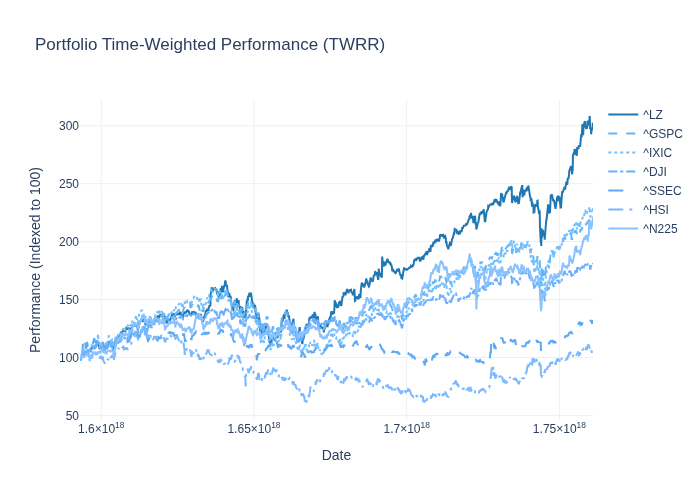 Portfolio Time-Weighted Performance (TWRR)
Performance (Indexed to 100)
300
250
200
150
100
50
1.6×10¹⁸
1.65×10¹⁸
1.7×10¹⁸
1.75×10¹⁸
Date
^LZ
^GSPC
^IXIC
^DJI
^SSEC
^HSI
^N225